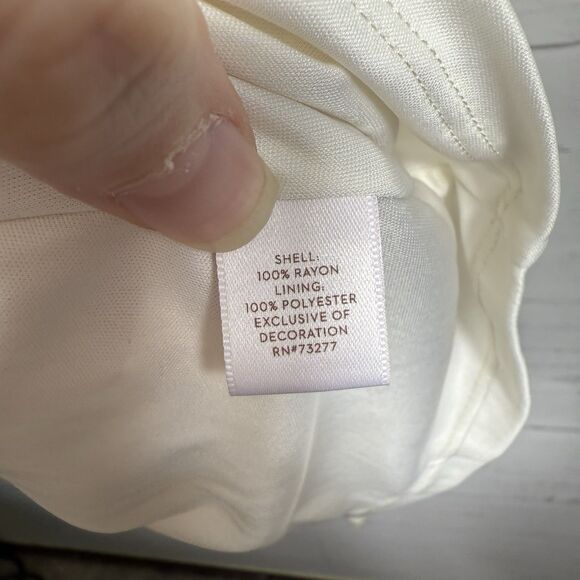 SHELL:
100% RAYON
LINING:
100% POLYESTER
EXCLUSIVE OF
DECORATION
RN#73277